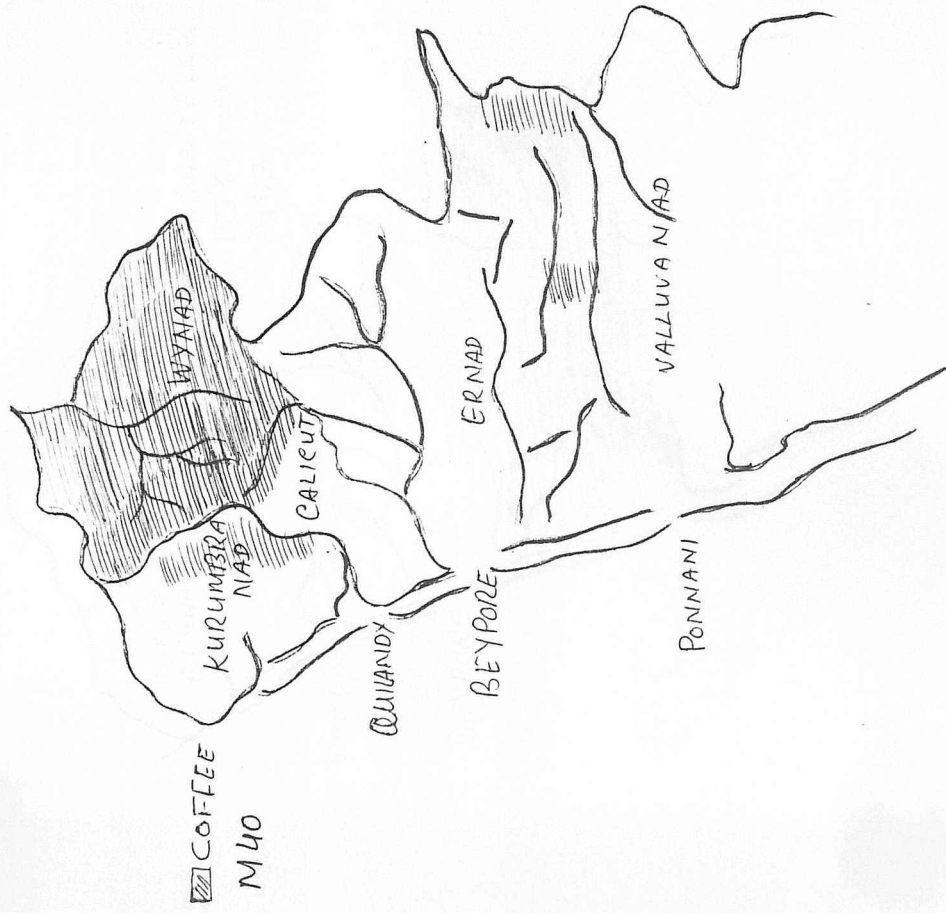 COFFEE
M40
KURUMBRA
NAD
WYNAD
CALICUT
QUILANDY
BEYPORE
ERNAD
VALLUVANAD
PONNANI